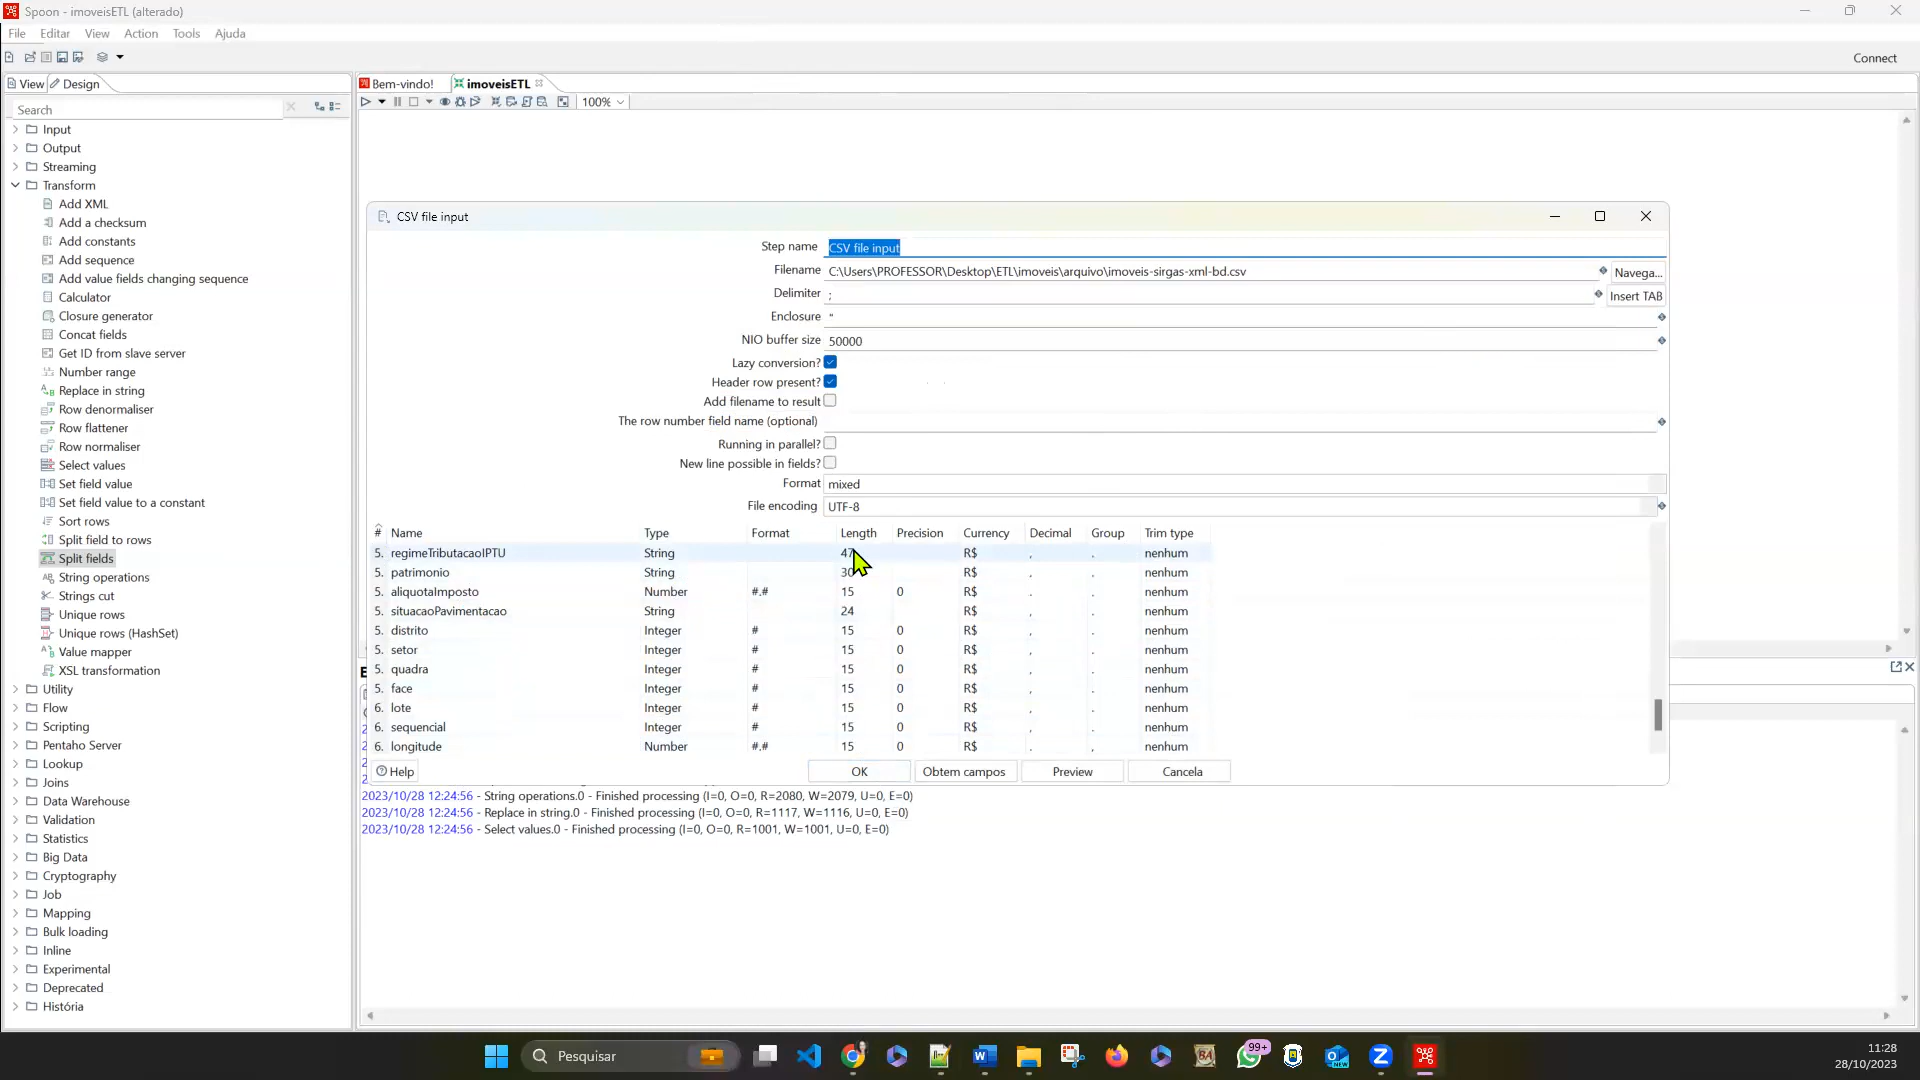 Spoon - imoveisETL (alterado)
File Editar View Action Tools Ajuda
Connect
View Design
Bem-vindo! imoveisETL
100%
Search
Input
Output
Streaming
Transform
Add XML
Add a checksum
Add constants
Add sequence
Add value fields changing sequence
Calculator
Closure generator
Concat fields
Get ID from slave server
Number range
Replace in string
Row denormaliser
Row flattener
Row normaliser
Select values
Set field value
Set field value to a constant
Sort rows
Split field to rows
Split fields
String operations
Strings cut
Unique rows
Unique rows (HashSet)
Value mapper
XSL transformation
Utility
Flow
Scripting
Pentaho Server
Lookup
Joins
Data Warehouse
Validation
Statistics
Big Data
Cryptography
Job
Mapping
Bulk loading
Inline
Experimental
Deprecated
História
CSV file input
Step name CSV file input
Filename C:\Users\PROFESSOR\Desktop\ETL\imoveis\arquivo\imoveis-sirgas-xml-bd.csv Navega...
Delimiter ; Insert TAB
Enclosure "
NIO buffer size 50000
Lazy conversion?
Header row present?
Add filename to result
The row number field name (optional)
Running in parallel?
New line possible in fields?
Format mixed
File encoding UTF-8
# Name Type Format Length Precision Currency Decimal Group Trim type
5. regimeTributacaoIPTU String 47 R$ , . nenhum
5. patrimonio String 30 R$ , . nenhum
5. aliquotaImposto Number #.# 15 0 R$ . , nenhum
5. situacaoPavimentacao String 24 R$ , . nenhum
5. distrito Integer # 15 0 R$ , . nenhum
5. setor Integer # 15 0 R$ , . nenhum
5. quadra Integer # 15 0 R$ , . nenhum
5. face Integer # 15 0 R$ , . nenhum
6. lote Integer # 15 0 R$ , . nenhum
6. sequencial Integer # 15 0 R$ , . nenhum
6. longitude Number #.# 15 0 R$ . , nenhum
Help OK Obtem campos Preview Cancela
2023/10/28 12:24:56 - String operations.0 - Finished processing (I=0, O=0, R=2080, W=2079, U=0, E=0)
2023/10/28 12:24:56 - Replace in string.0 - Finished processing (I=0, O=0, R=1117, W=1116, U=0, E=0)
2023/10/28 12:24:56 - Select values.0 - Finished processing (I=0, O=0, R=1001, W=1001, U=0, E=0)
Pesquisar
99+
NEW
11:28
28/10/2023